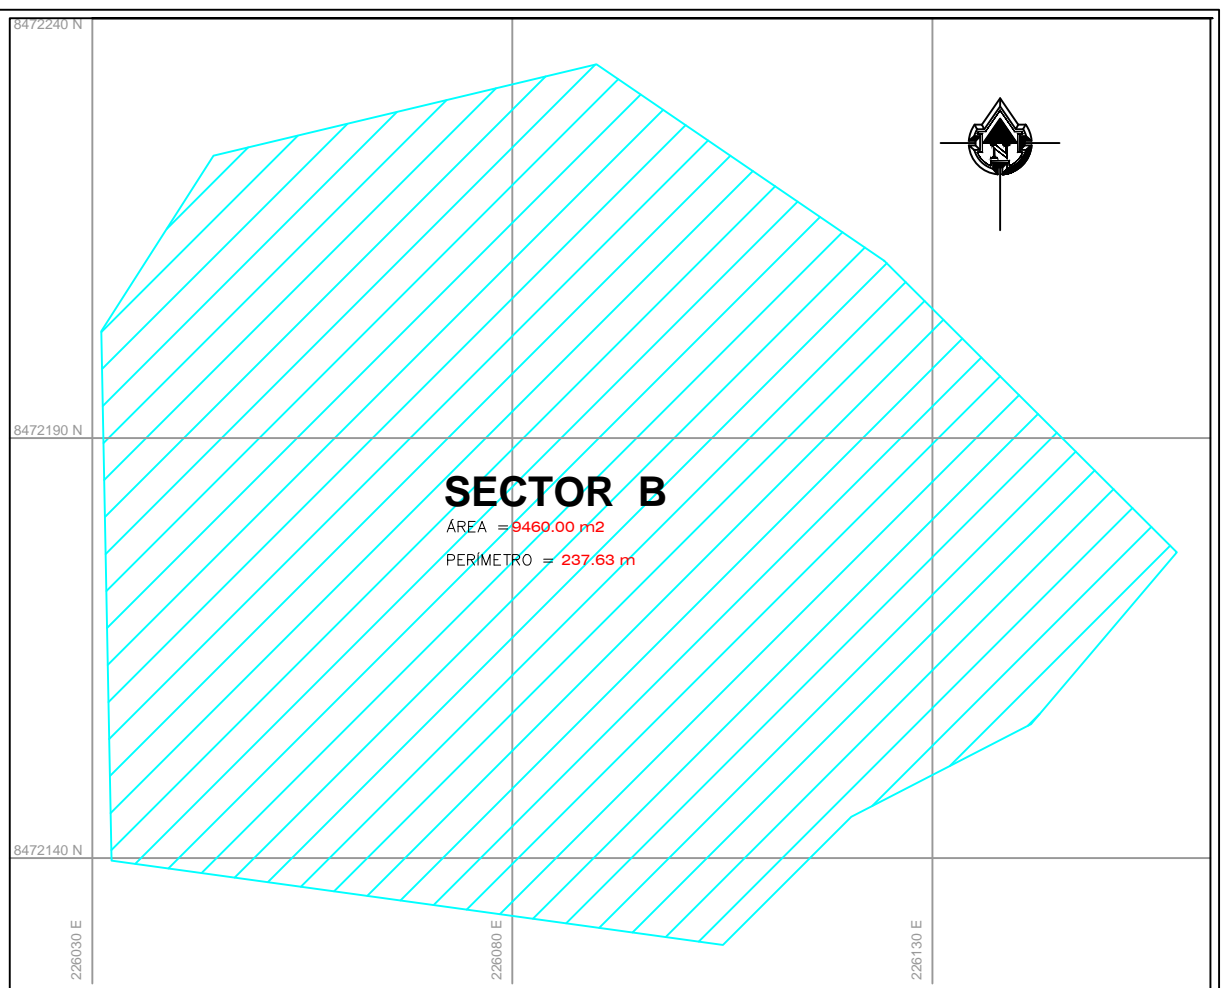 8472240 N
N
8472190 N
SECTOR B
ÁREA =9460.00 m2
PERÍMETRO = 237.63 m
8472140 N
226030 E
226080 E
226130 E